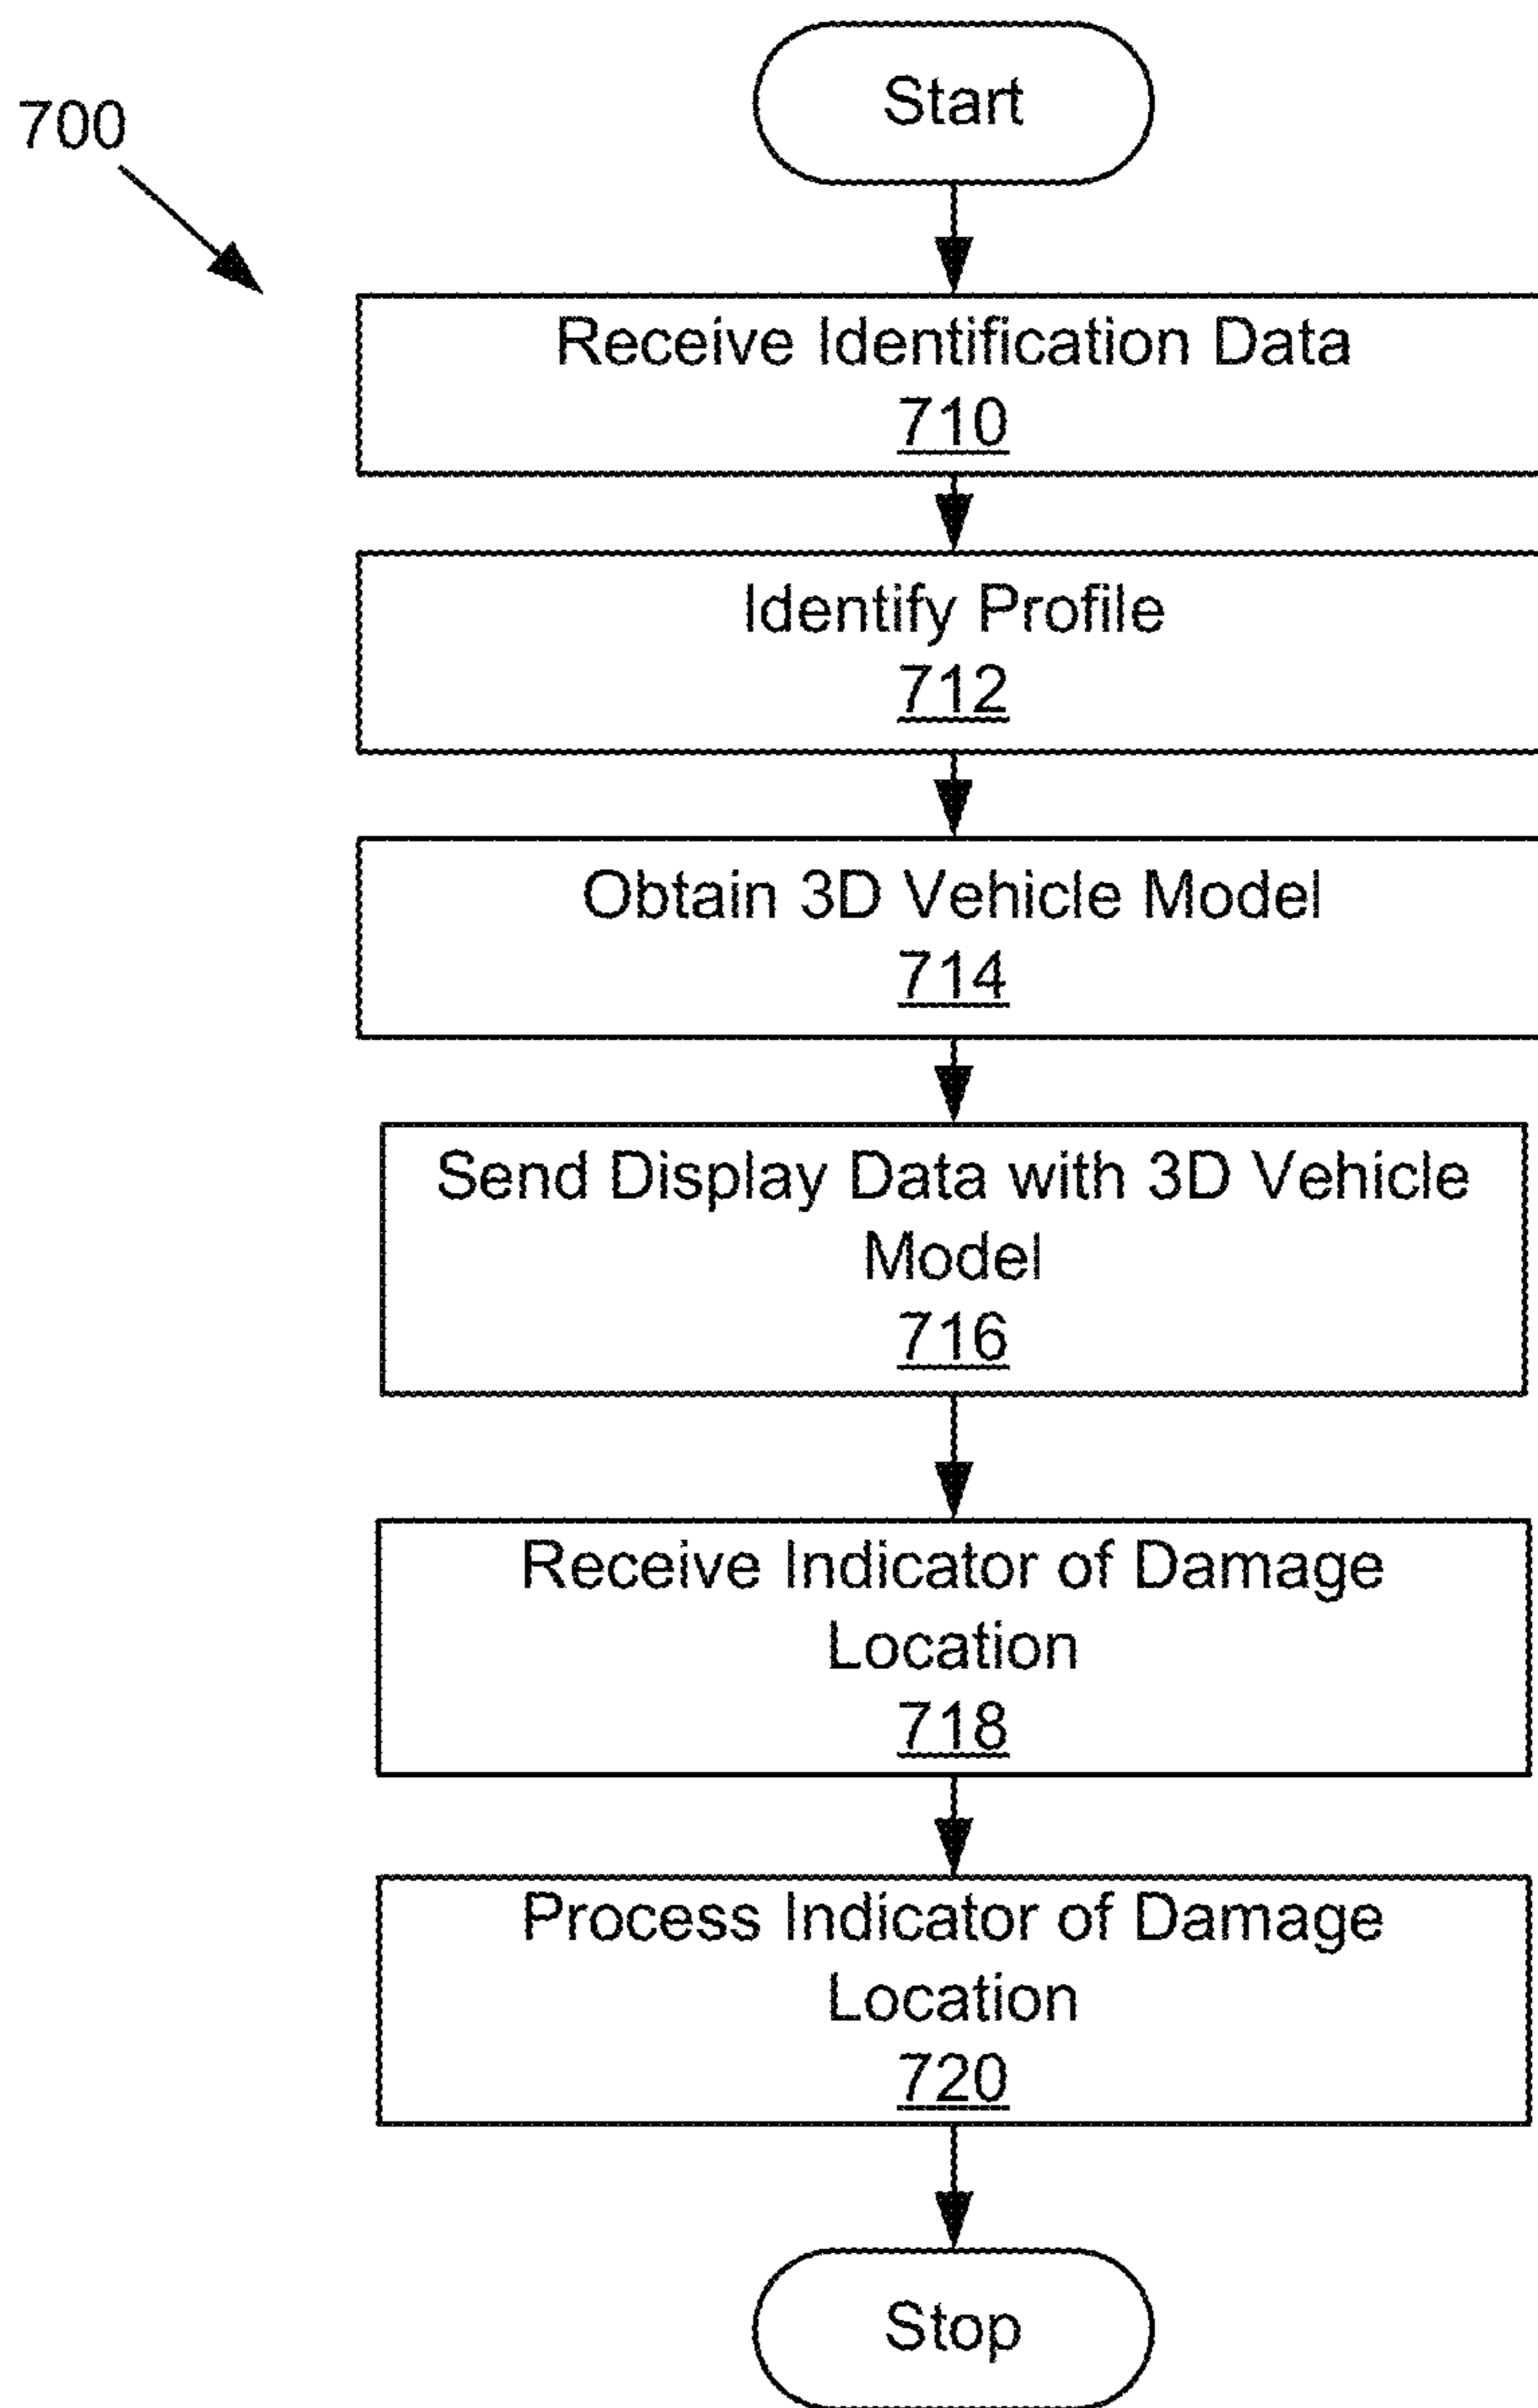 700
Start
Receive Identification Data
710
Identify Profile
712
Obtain 3D Vehicle Model
714
Send Display Data with 3D Vehicle
Model
716
Receive Indicator of Damage
Location
718
Process Indicator of Damage
Location
720
Stop